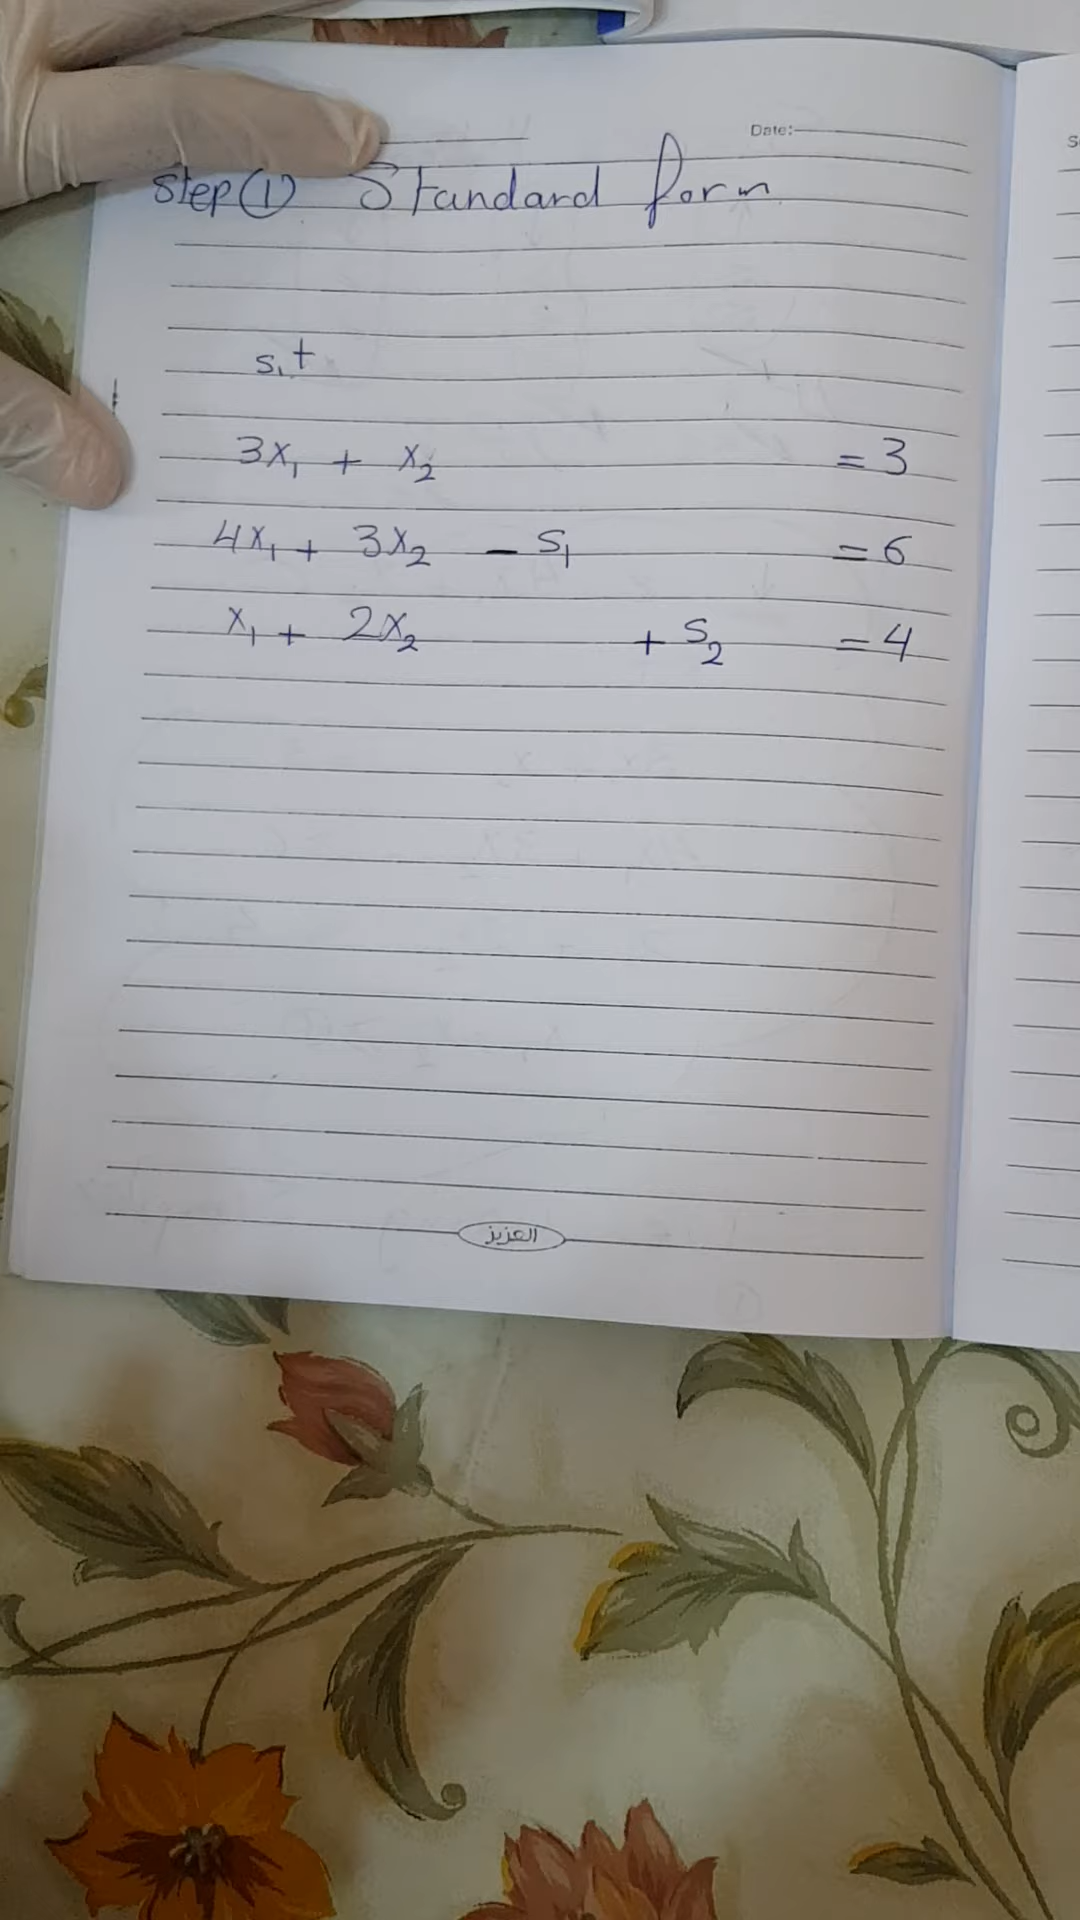 Date:
Step (1) Standard form
s.t
3x₁ + x₂ = 3
4x₁ + 3x₂ - S₁ = 6
x₁ + 2x₂ + S₂ = 4
العزيز